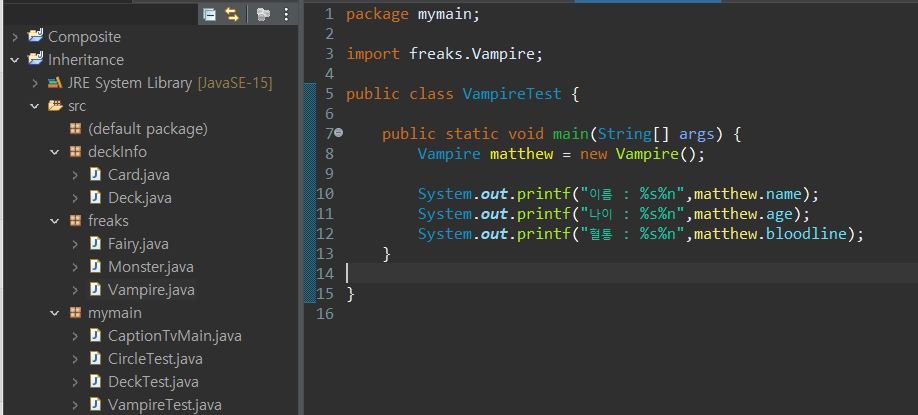 Composite
Inheritance
JRE System Library [JavaSE-15]
src
(default package)
deckInfo
Card.java
Deck.java
freaks
Fairy.java
Monster.java
Vampire.java
mymain
CaptionTvMain.java
CircleTest.java
DeckTest.java
VampireTest.java
1 package mymain;
2
3 import freaks.Vampire;
4
5 public class VampireTest {
6
7 public static void main(String[] args) {
8 Vampire matthew = new Vampire();
9
10 System.out.printf("이름 : %s%n",matthew.name);
11 System.out.printf("나이 : %s%n",matthew.age);
12 System.out.printf("혈통 : %s%n",matthew.bloodline);
13 }
14
15 }
16